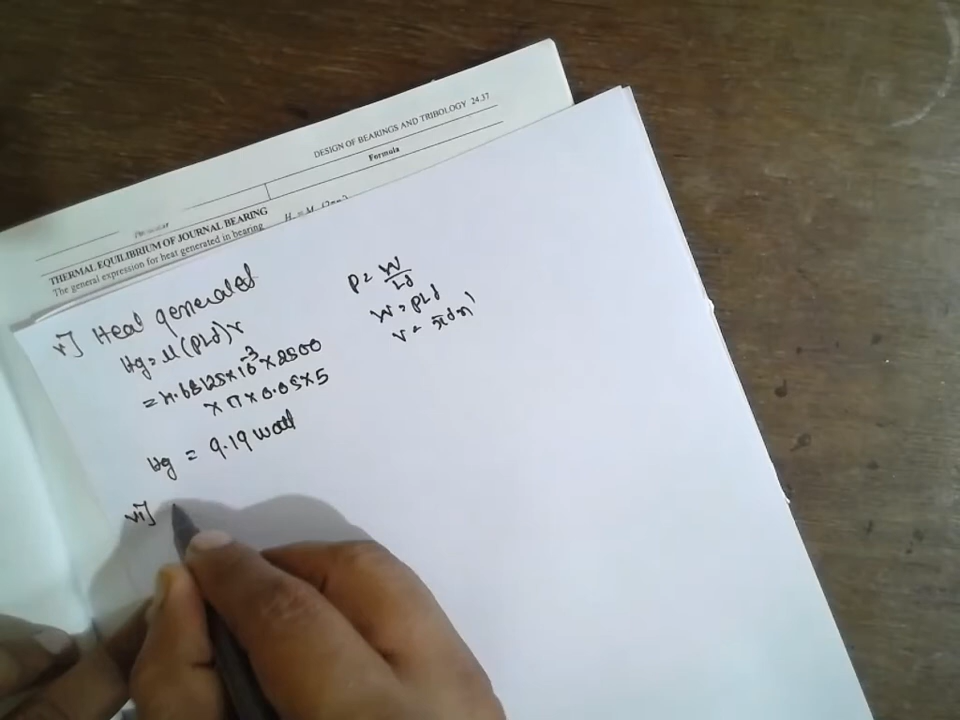 DESIGN OF BEARINGS AND TRIBOLOGY 24.37
Formula
THERMAL EQUILIBRIUM OF JOURNAL BEARING
The general expression for heat generated in bearing
v] Heat generated
Hg = μ(PLd)v
= 4.68125×10⁻³×2500
×π×0.05×5
Hg = 9.19 watt
P = W/Ld
W = PLd
v = πdn'
vi]